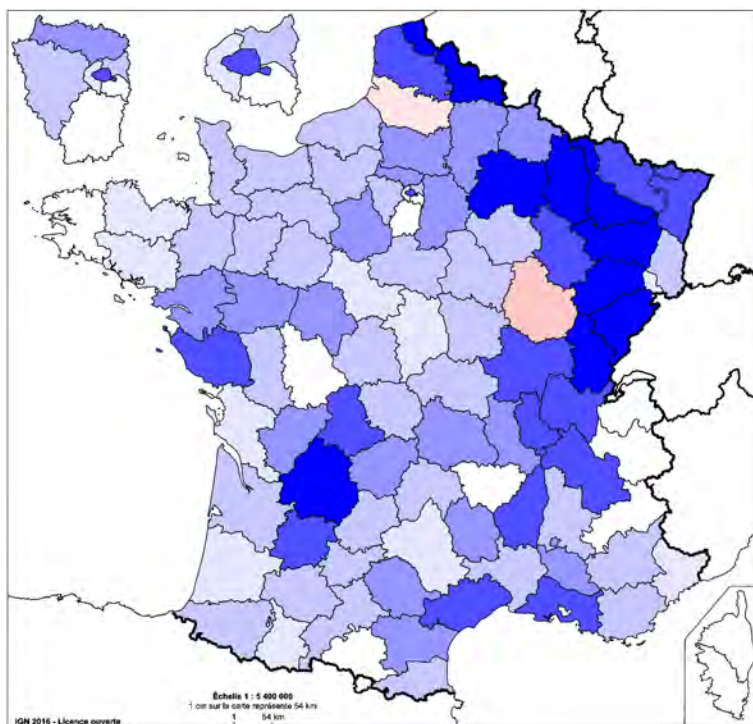 Échelle 1 : 5 400 000
1 cm sur la carte représente 54 km
1 54 km
IGN 2016 - Licence ouverte